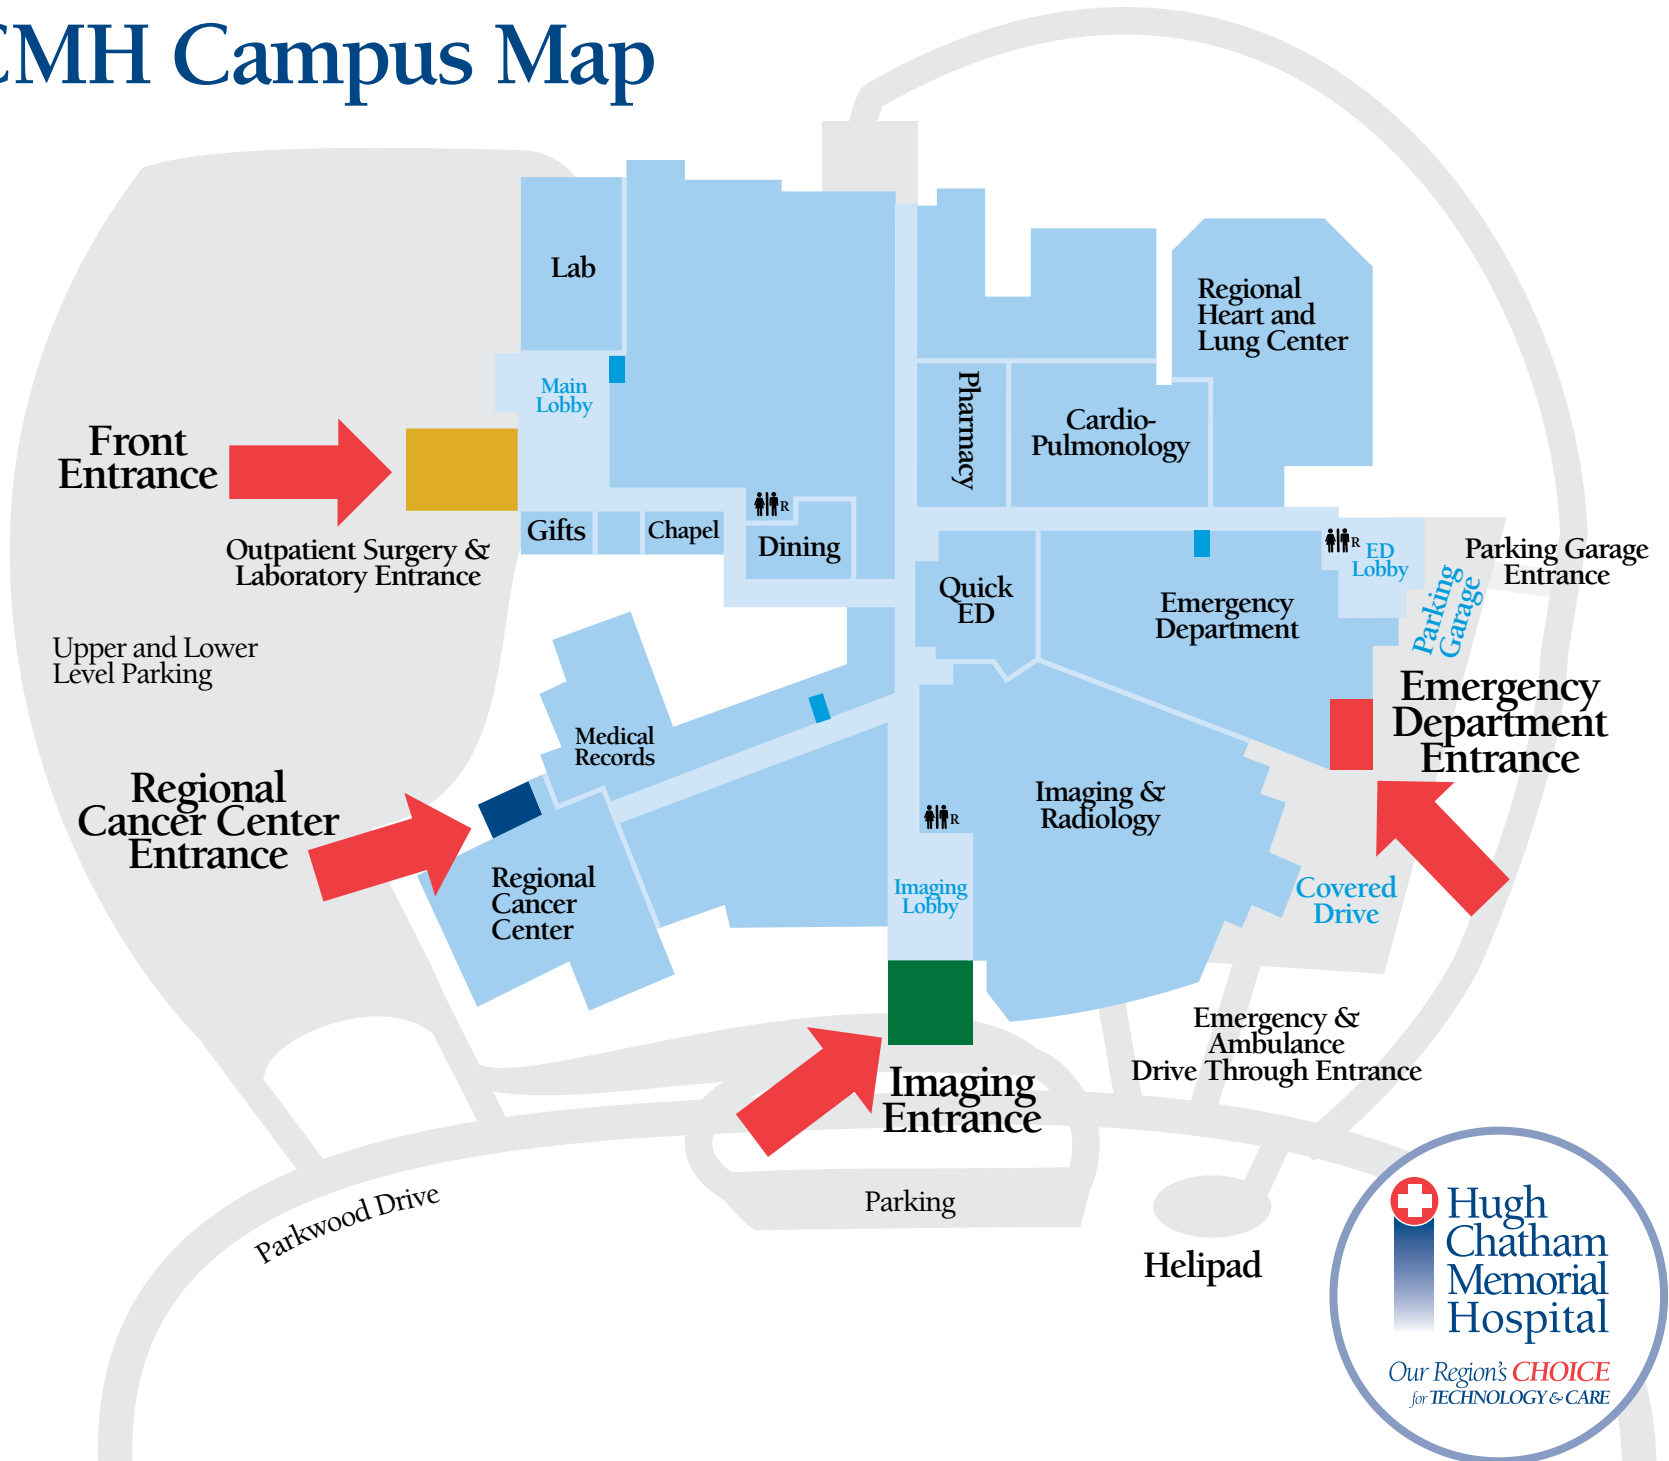 CMH Campus Map
Lab
Regional
Heart and
Lung Center
Main
Lobby
Pharmacy
Cardio-
Pulmonology
Front
Entrance
R
Gifts
Chapel
Dining
Outpatient Surgery &
Laboratory Entrance
R
ED
Lobby
Parking Garage
Entrance
Parking
Garage
Quick
ED
Emergency
Department
Upper and Lower
Level Parking
Emergency
Department
Entrance
Medical
Records
Regional
Cancer Center
Entrance
Imaging &
Radiology
R
Regional
Cancer
Center
Imaging
Lobby
Covered
Drive
Emergency &
Ambulance
Drive Through Entrance
Imaging
Entrance
Parkwood Drive
Parking
Helipad
Hugh
Chatham
Memorial
Hospital
Our Region's CHOICE
for TECHNOLOGY & CARE